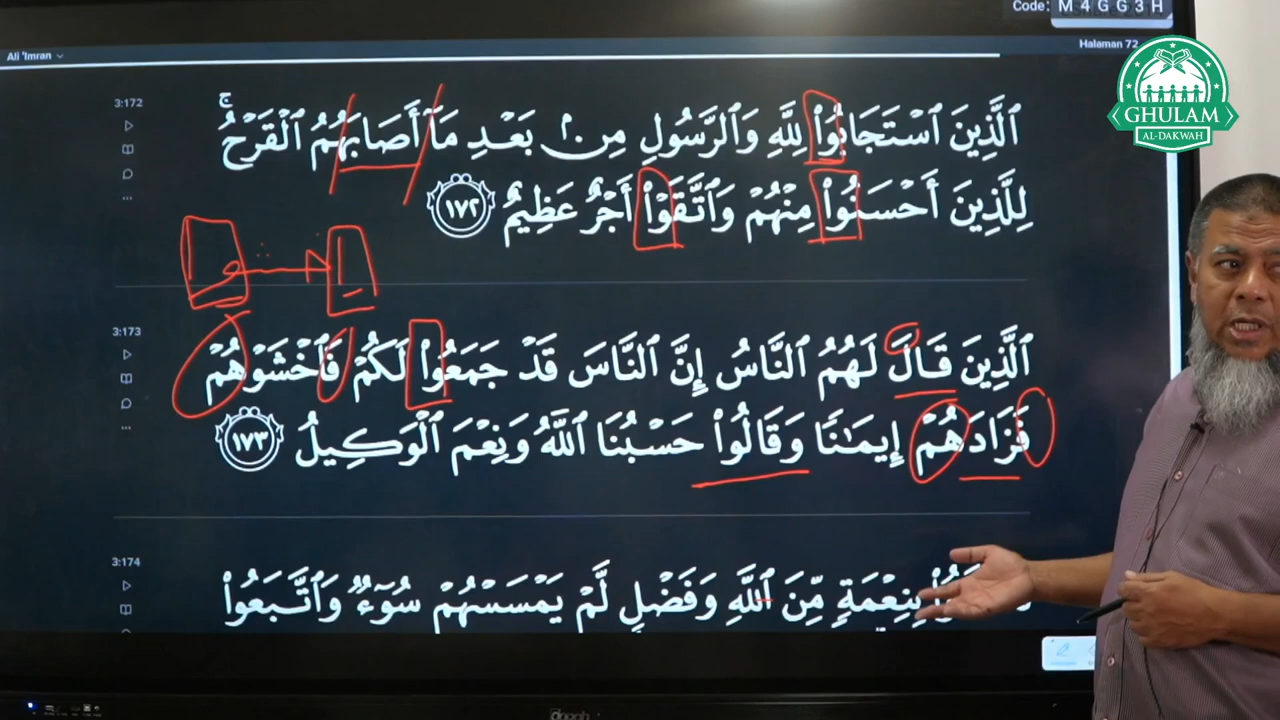 Code: M 4 G G 3 H
Ali 'Imran
Halaman 72
GHULAM
AL-DAKWAH
3:172
ٱلَّذِينَ ٱسْتَجَابُوا۟ لِلَّهِ وَٱلرَّسُولِ مِنۢ بَعْدِ مَآ أَصَابَهُمُ ٱلْقَرْحُ ۚ
لِلَّذِينَ أَحْسَنُوا۟ مِنْهُمْ وَٱتَّقَوْا۟ أَجْرٌ عَظِيمٌ ١٧٢
3:173
ٱلَّذِينَ قَالَ لَهُمُ ٱلنَّاسُ إِنَّ ٱلنَّاسَ قَدْ جَمَعُوا۟ لَكُمْ فَٱخْشَوْهُمْ
فَزَادَهُمْ إِيمَـٰنًا وَقَالُوا۟ حَسْبُنَا ٱللَّهُ وَنِعْمَ ٱلْوَكِيلُ ١٧٣
3:174
بِنِعْمَةٍ مِّنَ ٱللَّهِ وَفَضْلٍ لَّمْ يَمْسَسْهُمْ سُوٓءٌ وَٱتَّبَعُوا۟